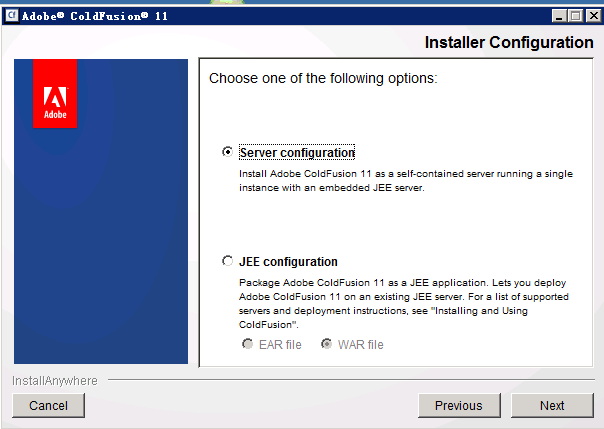 Adobe® ColdFusion® 11
Installer Configuration
Adobe
Choose one of the following options:
Server configuration
Install Adobe ColdFusion 11 as a self-contained server running a single
instance with an embedded JEE server.
JEE configuration
Package Adobe ColdFusion 11 as a JEE application. Lets you deploy
Adobe ColdFusion 11 on an existing JEE server. For a list of supported
servers and deployment instructions, see "Installing and Using
ColdFusion".
EAR file WAR file
InstallAnywhere
Cancel Previous Next